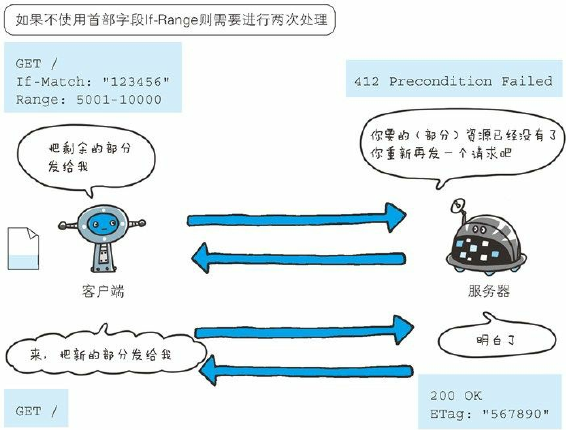 如果不使用首部字段If-Range则需要进行两次处理
GET /
If-Match: "123456"
Range: 5001-10000
412 Precondition Failed
把剩余的部分
发给我
你要的（部分）资源已经没有了
你重新再发一个请求吧
客户端
服务器
来，把新的部分发给我
明白了
GET /
200 OK
ETag: "567890"